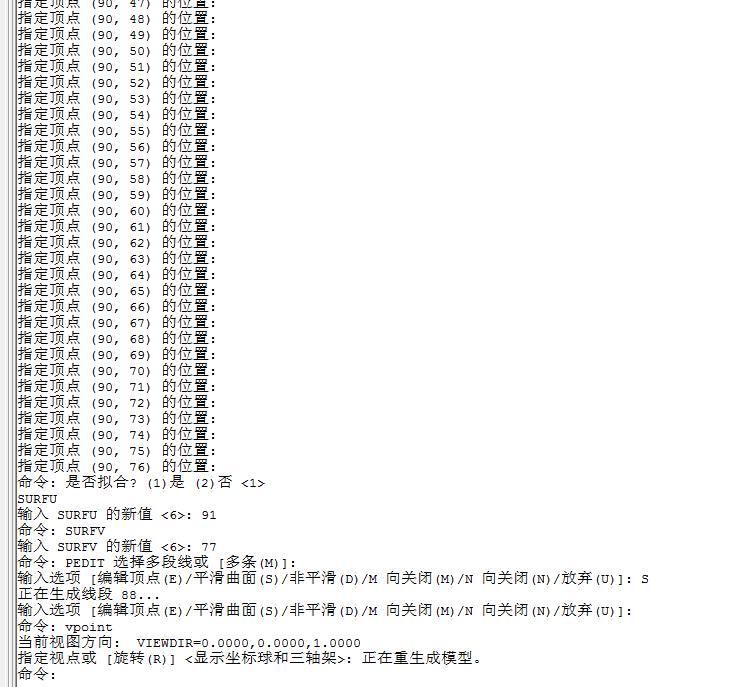 指定顶点 (90, 47) 的位置:
指定顶点 (90, 48) 的位置:
指定顶点 (90, 49) 的位置:
指定顶点 (90, 50) 的位置:
指定顶点 (90, 51) 的位置:
指定顶点 (90, 52) 的位置:
指定顶点 (90, 53) 的位置:
指定顶点 (90, 54) 的位置:
指定顶点 (90, 55) 的位置:
指定顶点 (90, 56) 的位置:
指定顶点 (90, 57) 的位置:
指定顶点 (90, 58) 的位置:
指定顶点 (90, 59) 的位置:
指定顶点 (90, 60) 的位置:
指定顶点 (90, 61) 的位置:
指定顶点 (90, 62) 的位置:
指定顶点 (90, 63) 的位置:
指定顶点 (90, 64) 的位置:
指定顶点 (90, 65) 的位置:
指定顶点 (90, 66) 的位置:
指定顶点 (90, 67) 的位置:
指定顶点 (90, 68) 的位置:
指定顶点 (90, 69) 的位置:
指定顶点 (90, 70) 的位置:
指定顶点 (90, 71) 的位置:
指定顶点 (90, 72) 的位置:
指定顶点 (90, 73) 的位置:
指定顶点 (90, 74) 的位置:
指定顶点 (90, 75) 的位置:
指定顶点 (90, 76) 的位置:
命令: 是否拟合? (1)是 (2)否 <1>
SURFU
输入 SURFU 的新值 <6>: 91
命令: SURFV
输入 SURFV 的新值 <6>: 77
命令: PEDIT 选择多段线或 [多条(M)]:
输入选项 [编辑顶点(E)/平滑曲面(S)/非平滑(D)/M 向关闭(M)/N 向关闭(N)/放弃(U)]: S
正在生成线段 88...
输入选项 [编辑顶点(E)/平滑曲面(S)/非平滑(D)/M 向关闭(M)/N 向关闭(N)/放弃(U)]:
命令: vpoint
当前视图方向:  VIEWDIR=0.0000,0.0000,1.0000
指定视点或 [旋转(R)] <显示坐标球和三轴架>: 正在重生成模型。
命令: